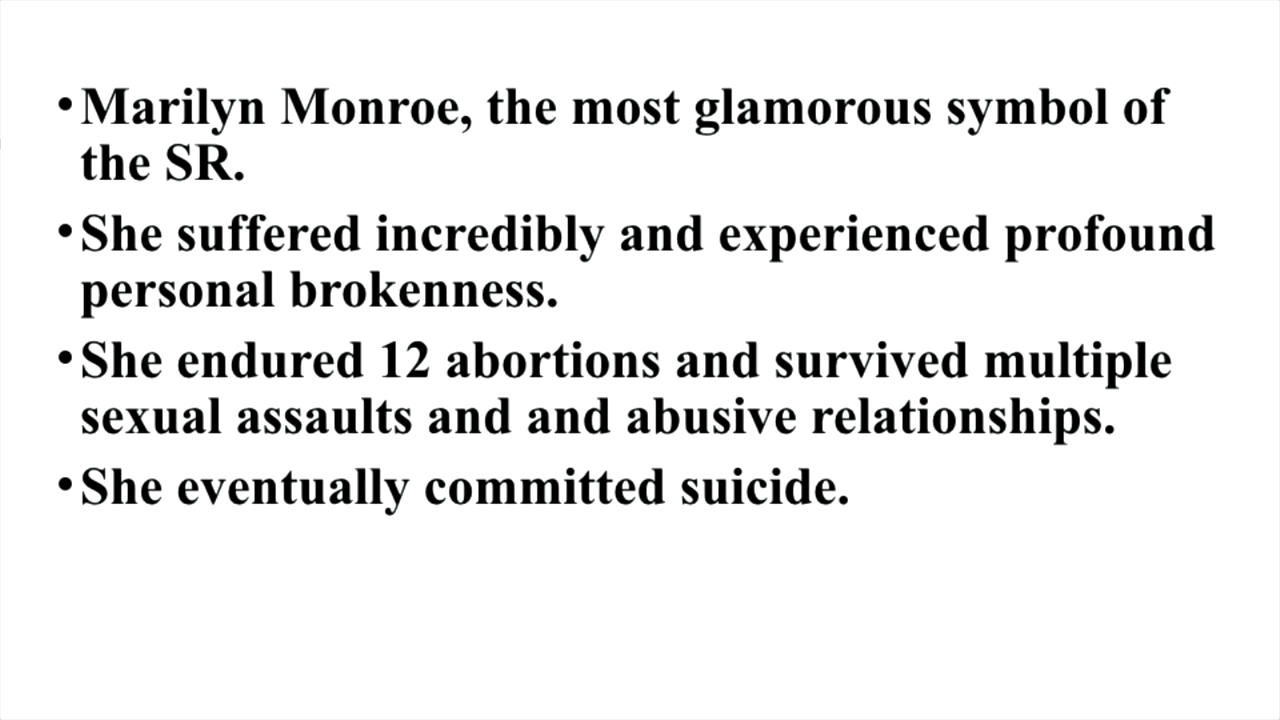 •Marilyn Monroe, the most glamorous symbol of
the SR.
•She suffered incredibly and experienced profound
personal brokenness.
•She endured 12 abortions and survived multiple
sexual assaults and and abusive relationships.
•She eventually committed suicide.